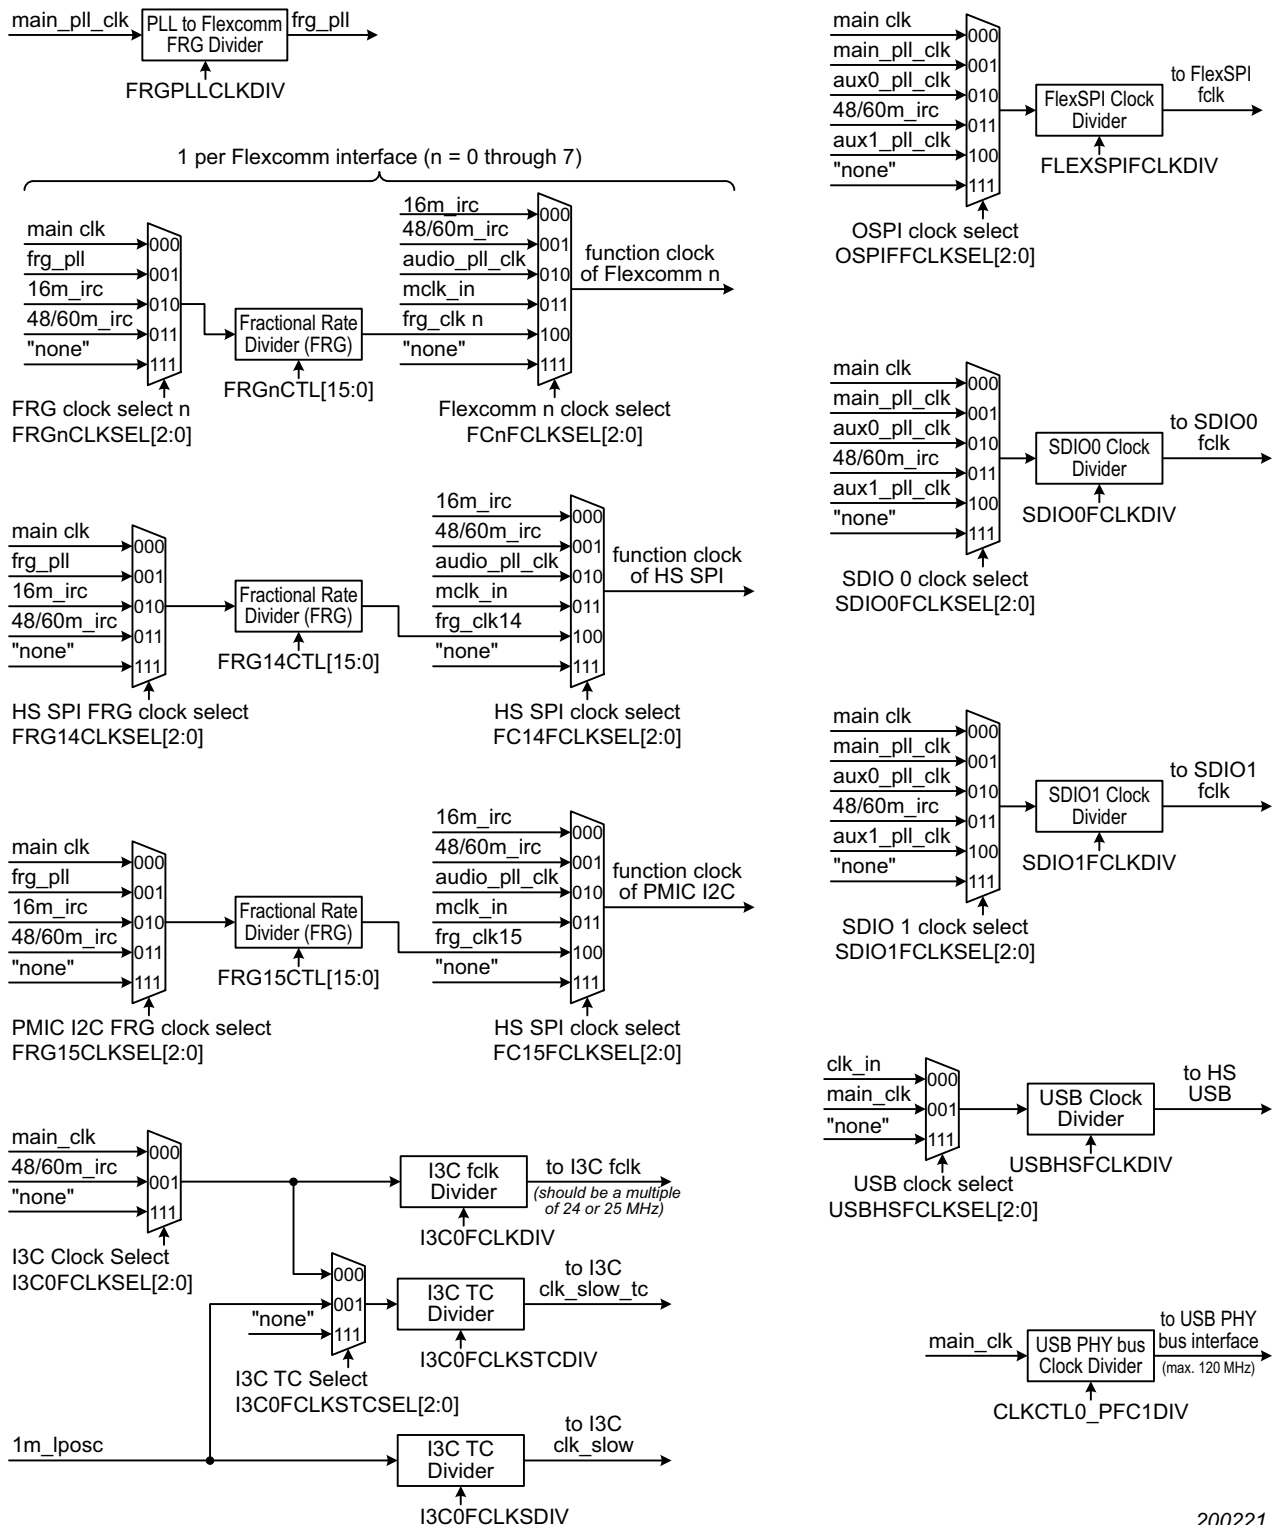 main_pll_clk
PLL to Flexcomm
FRG Divider
frg_pll
FRGPLLCLKDIV
1 per Flexcomm interface (n = 0 through 7)
main clk
frg_pll
16m_irc
48/60m_irc
"none"
000
001
010
011
111
FRG clock select n
FRGnCLKSEL[2:0]
Fractional Rate
Divider (FRG)
FRGnCTL[15:0]
16m_irc
48/60m_irc
audio_pll_clk
mclk_in
frg_clk n
"none"
000
001
010
011
100
111
Flexcomm n clock select
FCnFCLKSEL[2:0]
function clock
of Flexcomm n
main clk
frg_pll
16m_irc
48/60m_irc
"none"
000
001
010
011
111
HS SPI FRG clock select
FRG14CLKSEL[2:0]
Fractional Rate
Divider (FRG)
FRG14CTL[15:0]
16m_irc
48/60m_irc
audio_pll_clk
mclk_in
frg_clk14
"none"
000
001
010
011
100
111
HS SPI clock select
FC14FCLKSEL[2:0]
function clock
of HS SPI
main clk
frg_pll
16m_irc
48/60m_irc
"none"
000
001
010
011
111
PMIC I2C FRG clock select
FRG15CLKSEL[2:0]
Fractional Rate
Divider (FRG)
FRG15CTL[15:0]
16m_irc
48/60m_irc
audio_pll_clk
mclk_in
frg_clk15
"none"
000
001
010
011
100
111
HS SPI clock select
FC15FCLKSEL[2:0]
function clock
of PMIC I2C
main_clk
48/60m_irc
"none"
000
001
111
I3C Clock Select
I3C0FCLKSEL[2:0]
I3C fclk
Divider
I3C0FCLKDIV
to I3C fclk
(should be a multiple
of 24 or 25 MHz)
"none"
000
001
111
I3C TC Select
I3C0FCLKSTCSEL[2:0]
I3C TC
Divider
I3C0FCLKSTCDIV
to I3C
clk_slow_tc
1m_lposc
I3C TC
Divider
I3C0FCLKSDIV
to I3C
clk_slow
main clk
main_pll_clk
aux0_pll_clk
48/60m_irc
aux1_pll_clk
"none"
000
001
010
011
100
111
OSPI clock select
OSPIFFCLKSEL[2:0]
FlexSPI Clock
Divider
FLEXSPIFCLKDIV
to FlexSPI
fclk
main clk
main_pll_clk
aux0_pll_clk
48/60m_irc
aux1_pll_clk
"none"
000
001
010
011
100
111
SDIO 0 clock select
SDIO0FCLKSEL[2:0]
SDIO0 Clock
Divider
SDIO0FCLKDIV
to SDIO0
fclk
main clk
main_pll_clk
aux0_pll_clk
48/60m_irc
aux1_pll_clk
"none"
000
001
010
011
100
111
SDIO 1 clock select
SDIO1FCLKSEL[2:0]
SDIO1 Clock
Divider
SDIO1FCLKDIV
to SDIO1
fclk
clk_in
main_clk
"none"
000
001
111
USB clock select
USBHSFCLKSEL[2:0]
USB Clock
Divider
USBHSFCLKDIV
to HS
USB
main_clk
USB PHY bus
Clock Divider
CLKCTL0_PFC1DIV
to USB PHY
bus interface
(max. 120 MHz)
200221